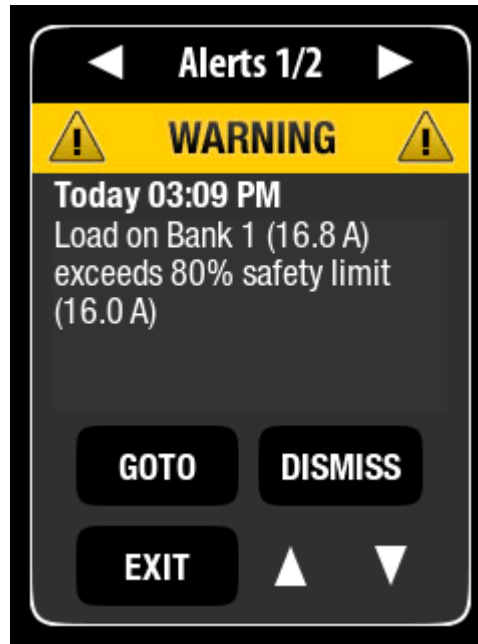 Alerts 1/2
WARNING
Today 03:09 PM
Load on Bank 1 (16.8 A)
exceeds 80% safety limit
(16.0 A)
GOTO DISMISS
EXIT